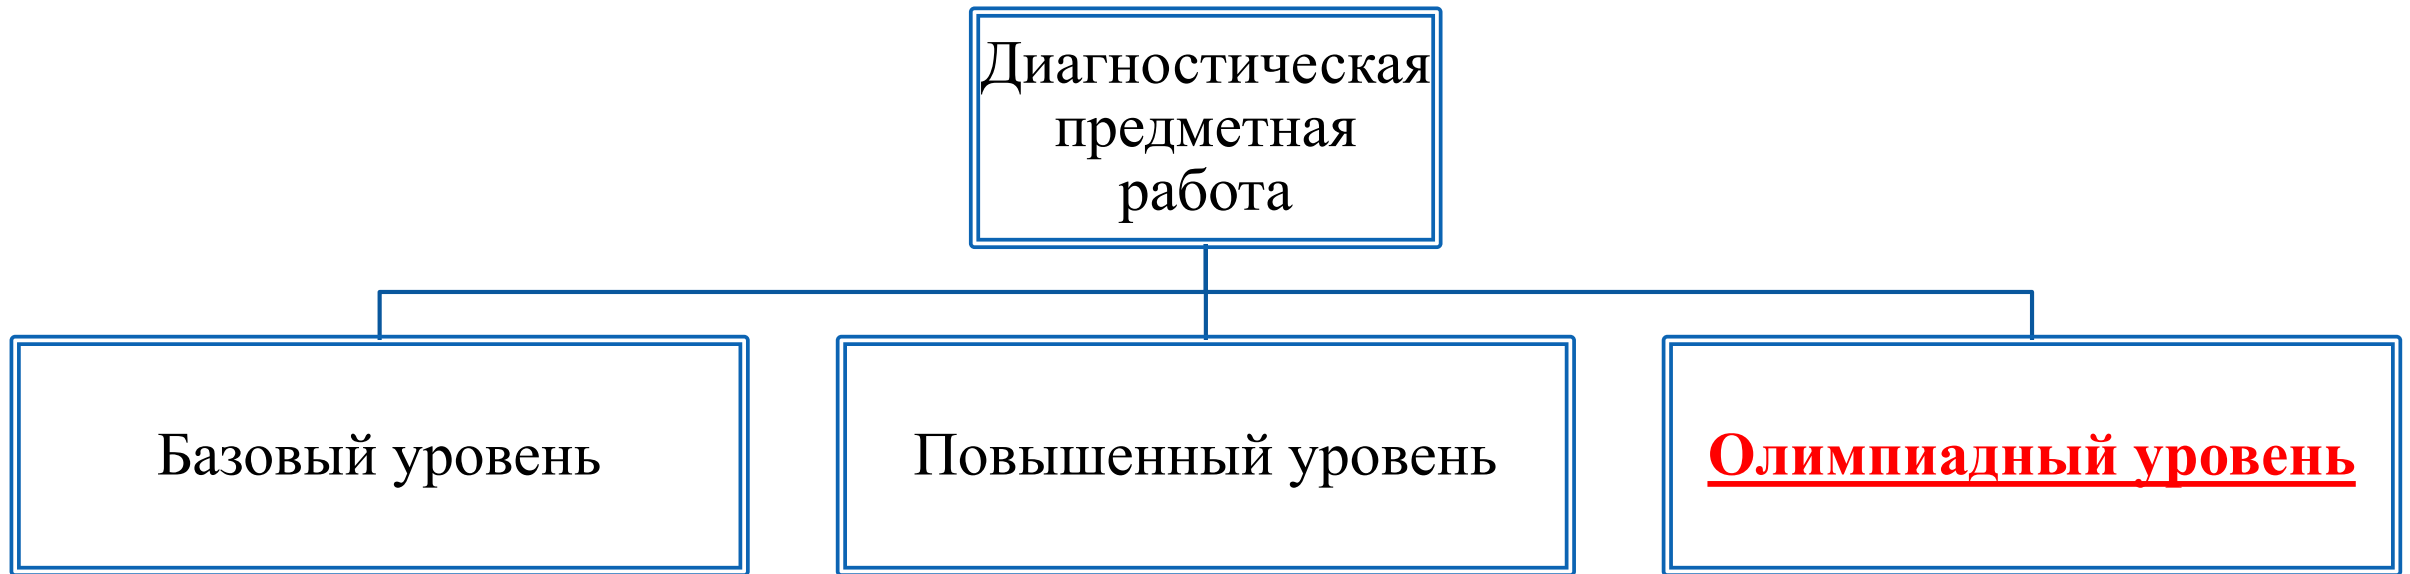 Диагностическая
предметная
работа
Базовый уровень
Повышенный уровень
Олимпиадный уровень